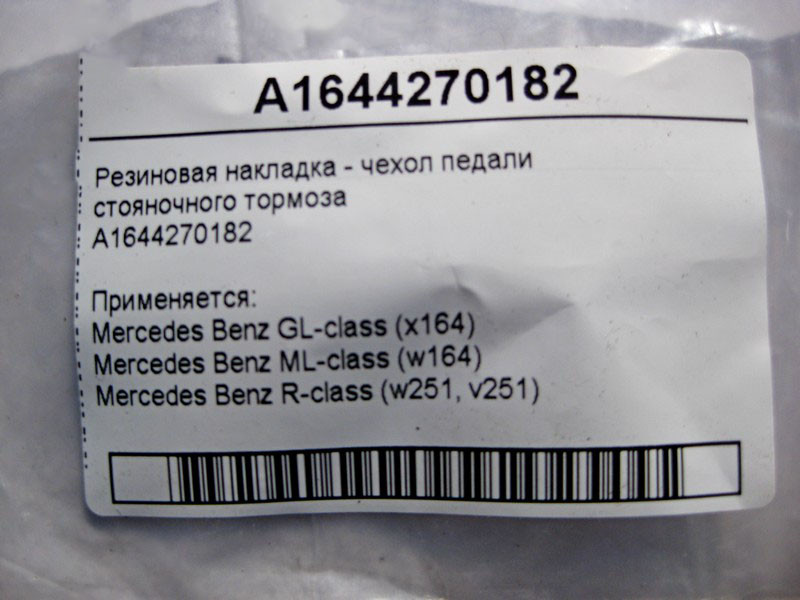 A1644270182
Резиновая накладка - чехол педали
стояночного тормоза
A1644270182
Применяется:
Mercedes Benz GL-class (x164)
Mercedes Benz ML-class (w164)
Mercedes Benz R-class (w251, v251)